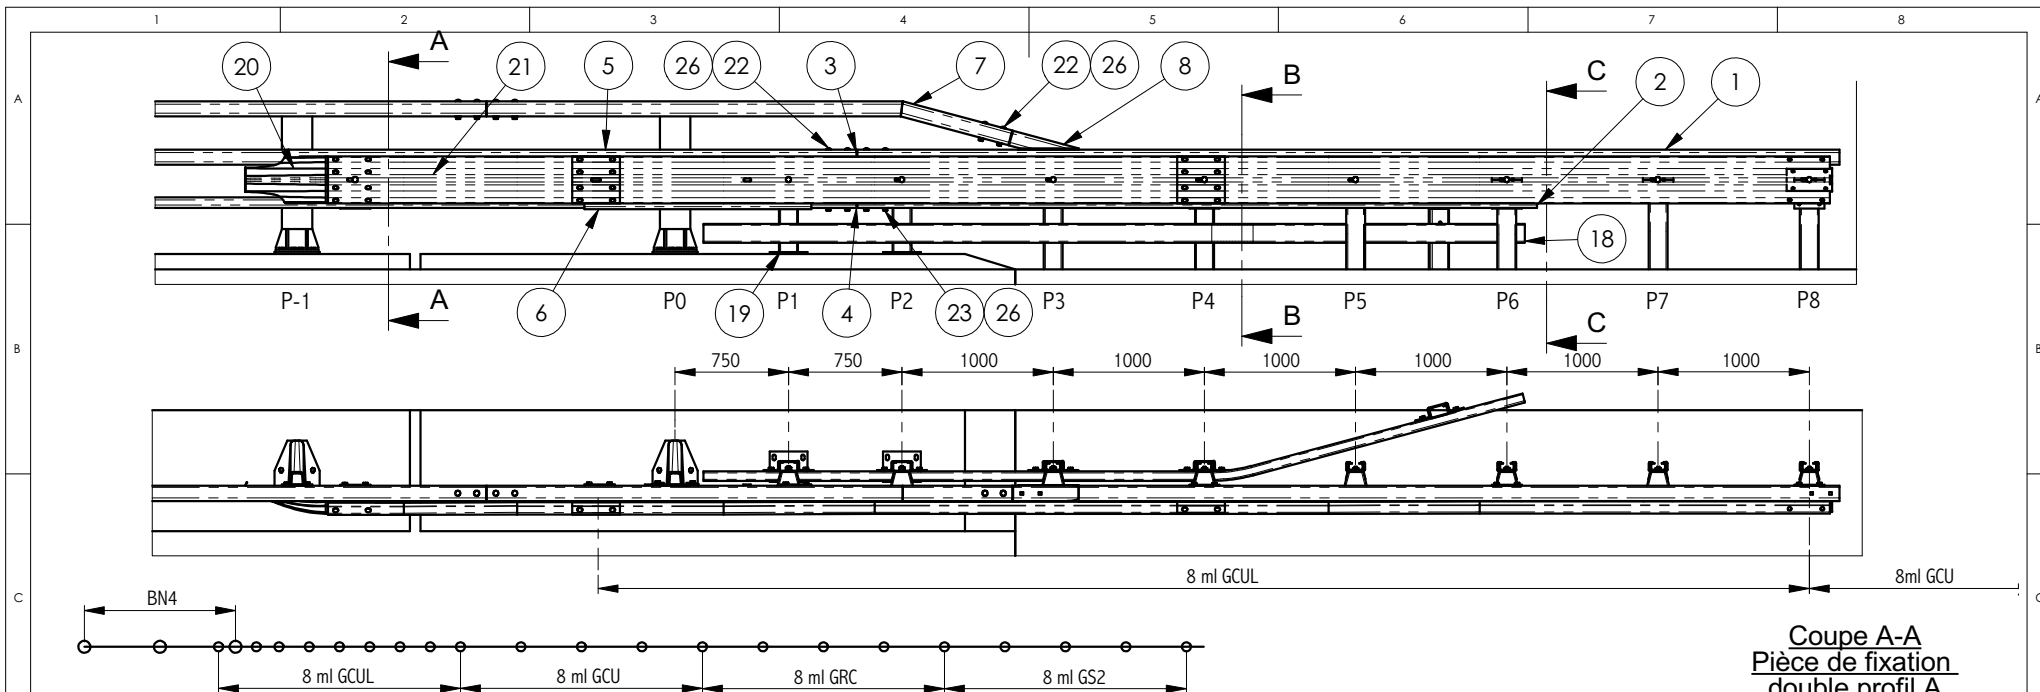 1 2 3 4 5 6 7 8
A A
20 A 21 5 26 22 3 7 22 26 8 B C 2 1
18
P-1 A P0 P1 P2 P3 P4 B P5 P6 C P7 P8
6 19 4 23 26
B B
750 750 1000 1000 1000 1000 1000 1000
8 ml GCUL 8ml GCU
C C
BN4
8 ml GCUL 8 ml GCU 8 ml GRC 8 ml GS2
Coupe A-A
Pièce de fixation
double profil A